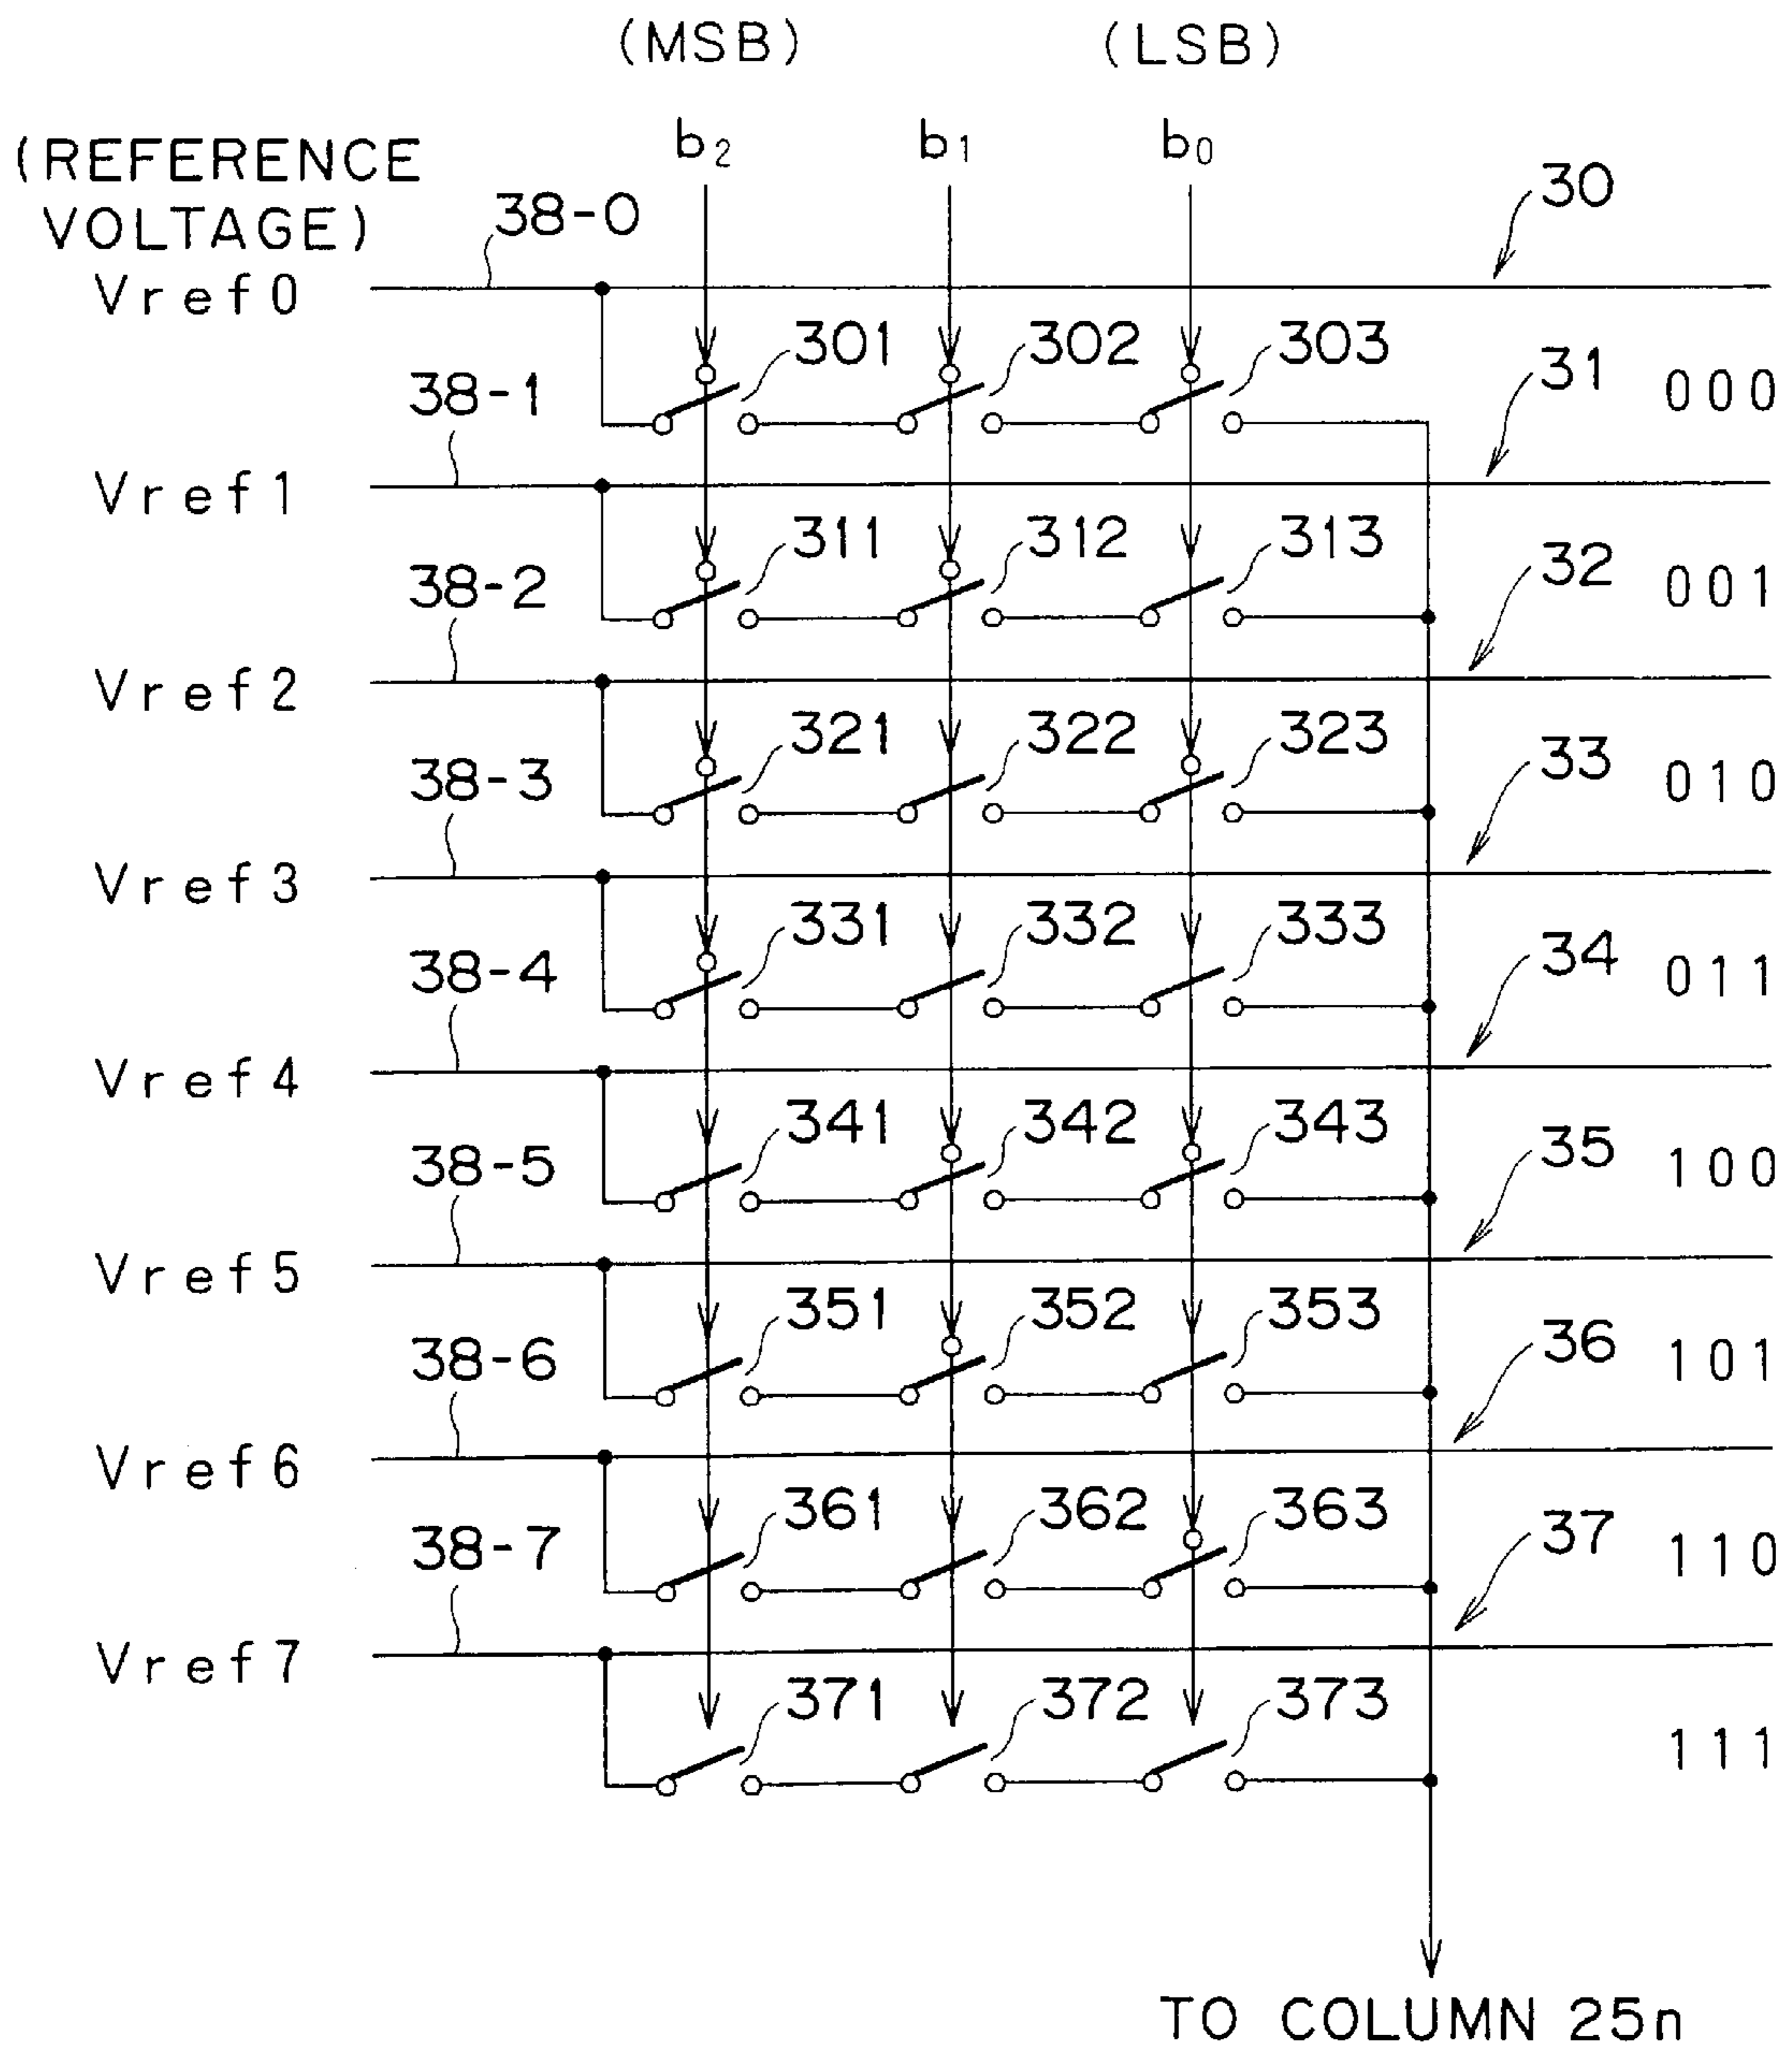 (MSB) (LSB)
b2 b1 b0
(REFERENCE
VOLTAGE)
38-0 30
Vref0
301 302 303
38-1 31 000
Vref1
311 312 313
38-2 32 001
Vref2
321 322 323
38-3 33 010
Vref3
331 332 333
38-4 34 011
Vref4
341 342 343
38-5 35 100
Vref5
351 352 353
38-6 36 101
Vref6
361 362 363
38-7 37 110
Vref7
371 372 373
111
TO COLUMN 25n